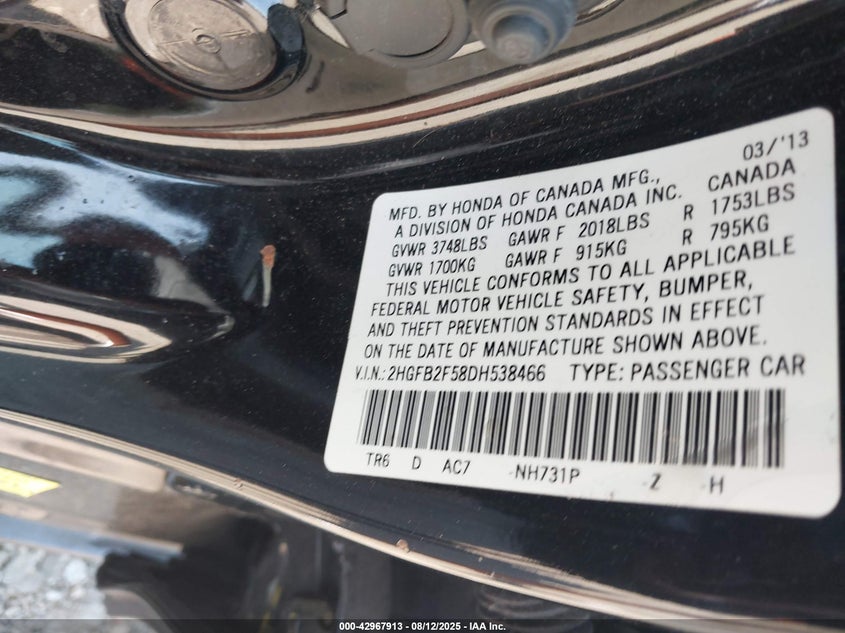 03/'13
MFD. BY HONDA OF CANADA MFG.,
A DIVISION OF HONDA CANADA INC. CANADA
GVWR 3748LBS GAWR F 2018LBS R 1753LBS
GVWR 1700KG GAWR F 915KG R 795KG
THIS VEHICLE CONFORMS TO ALL APPLICABLE
FEDERAL MOTOR VEHICLE SAFETY, BUMPER,
AND THEFT PREVENTION STANDARDS IN EFFECT
ON THE DATE OF MANUFACTURE SHOWN ABOVE.
V.I.N.: 2HGFB2F58DH538466 TYPE: PASSENGER CAR
TR6 D AC7 -NH731P -Z -H
000-42967913 - 08/12/2025 - IAA Inc.